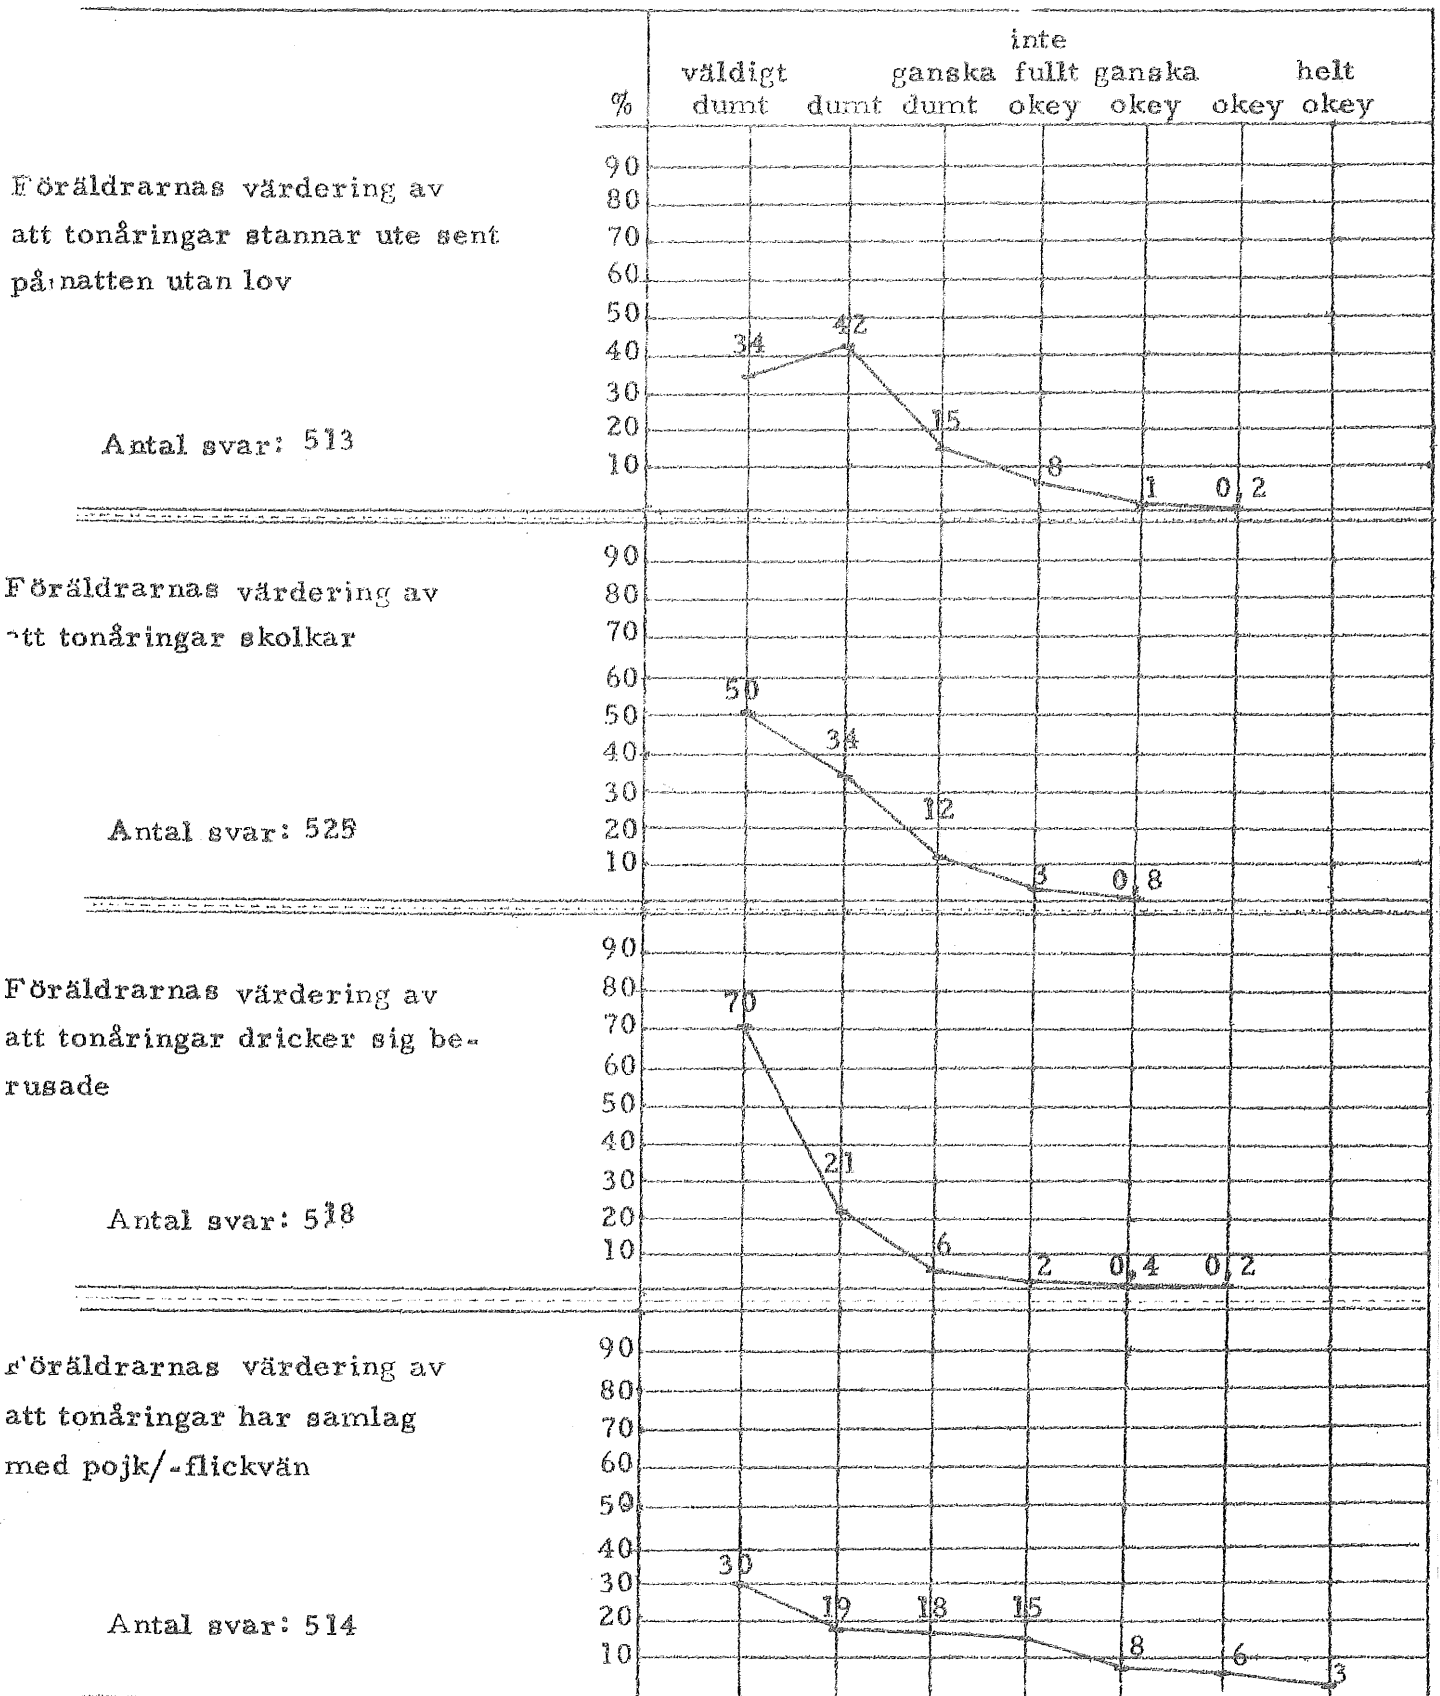 inte
väldigt ganska fullt ganska helt
% dumt dumt dumt okey okey okey okey
90
Föräldrarnas värdering av
80
att tonåringar stannar ute sent
70
på natten utan lov
60
50
34 42
40
30
15
20
Antal svar: 513
10
8 1 0,2
90
Föräldrarnas värdering av
80
tt tonåringar skolkar
70
60
50
50
34
40
30
12
Antal svar: 525
20
10
3 0,8
90
Föräldrarnas värdering av
80
70
att tonåringar dricker sig be-
70
rusade
60
50
40
21
30
Antal svar: 518
20
10
6 2 0,4 0,2
90
Föräldrarnas värdering av
80
att tonåringar har samlag
70
med pojk/-flickvän
60
50
40
30
30
19 18 15
Antal svar: 514
20
10
8 6 3